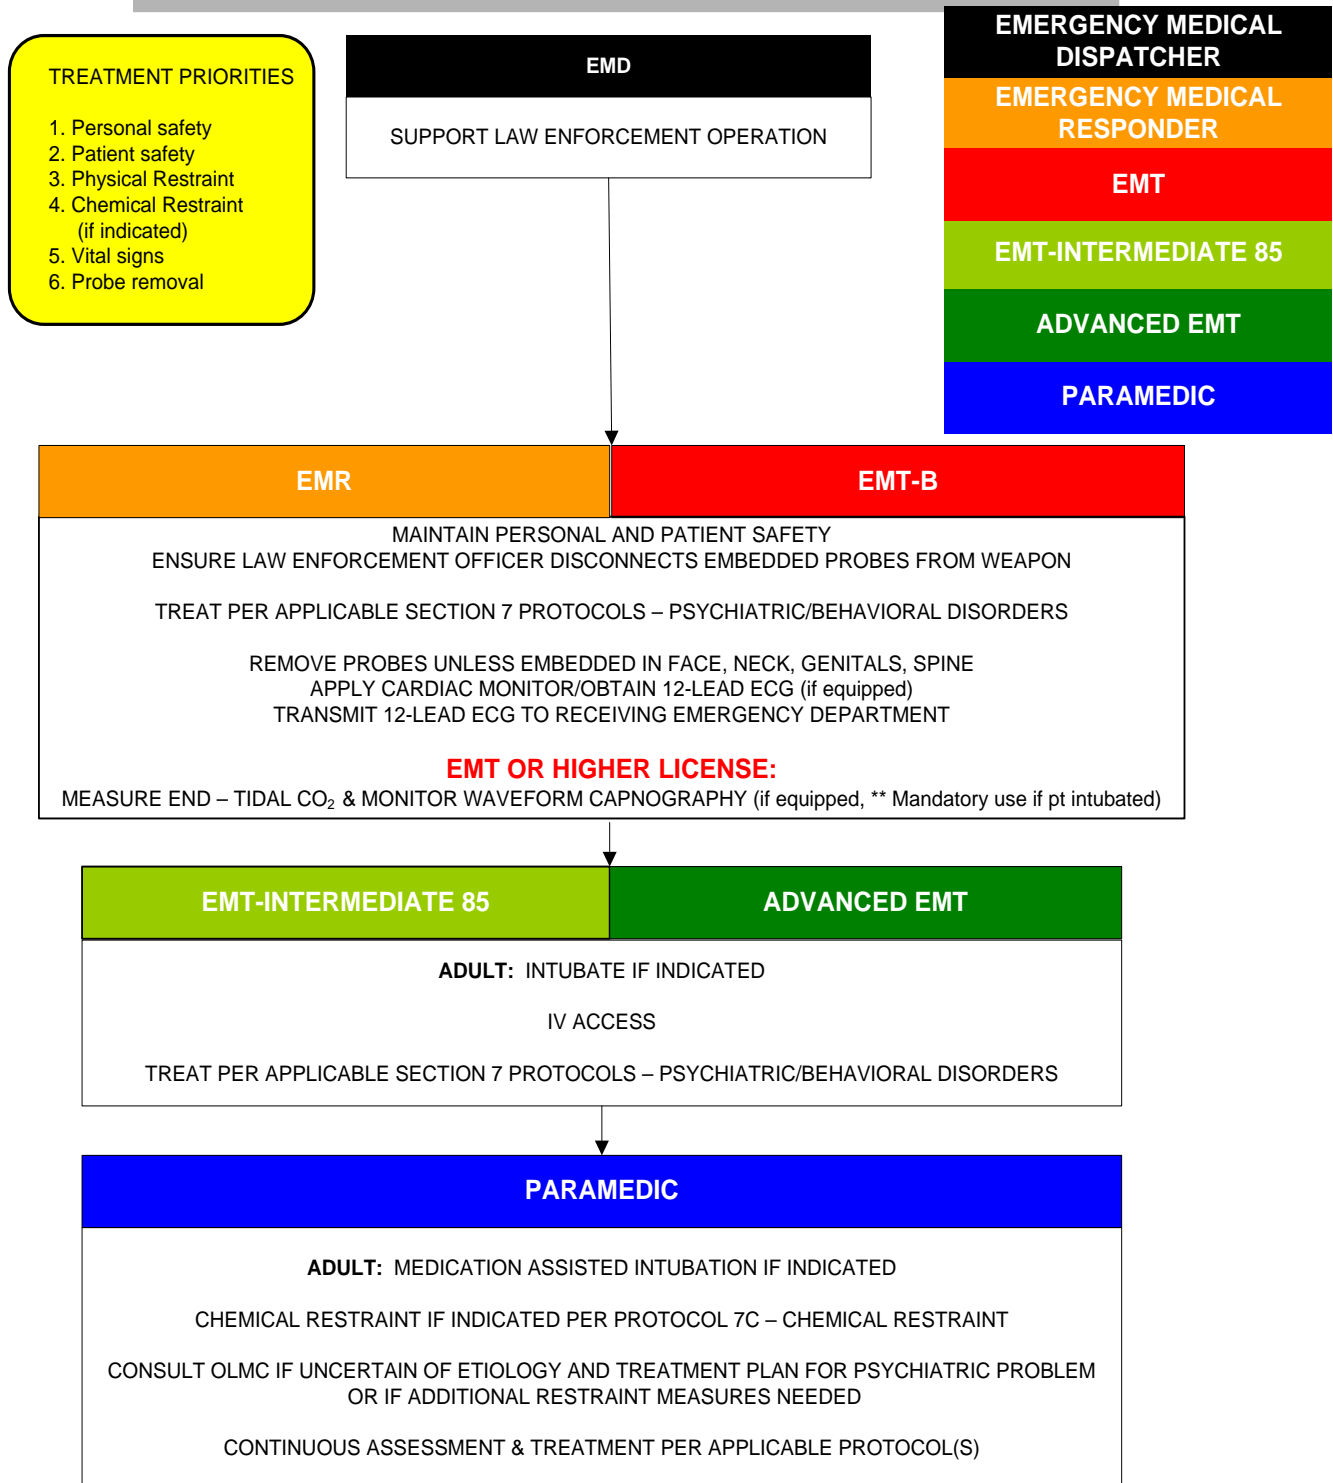 TREATMENT PRIORITIES
1. Personal safety
2. Patient safety
3. Physical Restraint
4. Chemical Restraint
(if indicated)
5. Vital signs
6. Probe removal
EMD
SUPPORT LAW ENFORCEMENT OPERATION
EMERGENCY MEDICAL
DISPATCHER
EMERGENCY MEDICAL
RESPONDER
EMT
EMT-INTERMEDIATE 85
ADVANCED EMT
PARAMEDIC
EMR
EMT-B
MAINTAIN PERSONAL AND PATIENT SAFETY
ENSURE LAW ENFORCEMENT OFFICER DISCONNECTS EMBEDDED PROBES FROM WEAPON
TREAT PER APPLICABLE SECTION 7 PROTOCOLS – PSYCHIATRIC/BEHAVIORAL DISORDERS
REMOVE PROBES UNLESS EMBEDDED IN FACE, NECK, GENITALS, SPINE
APPLY CARDIAC MONITOR/OBTAIN 12-LEAD ECG (if equipped)
TRANSMIT 12-LEAD ECG TO RECEIVING EMERGENCY DEPARTMENT
EMT OR HIGHER LICENSE:
MEASURE END – TIDAL CO₂ & MONITOR WAVEFORM CAPNOGRAPHY (if equipped, ** Mandatory use if pt intubated)
EMT-INTERMEDIATE 85
ADVANCED EMT
ADULT: INTUBATE IF INDICATED
IV ACCESS
TREAT PER APPLICABLE SECTION 7 PROTOCOLS – PSYCHIATRIC/BEHAVIORAL DISORDERS
PARAMEDIC
ADULT: MEDICATION ASSISTED INTUBATION IF INDICATED
CHEMICAL RESTRAINT IF INDICATED PER PROTOCOL 7C – CHEMICAL RESTRAINT
CONSULT OLMC IF UNCERTAIN OF ETIOLOGY AND TREATMENT PLAN FOR PSYCHIATRIC PROBLEM
OR IF ADDITIONAL RESTRAINT MEASURES NEEDED
CONTINUOUS ASSESSMENT & TREATMENT PER APPLICABLE PROTOCOL(S)